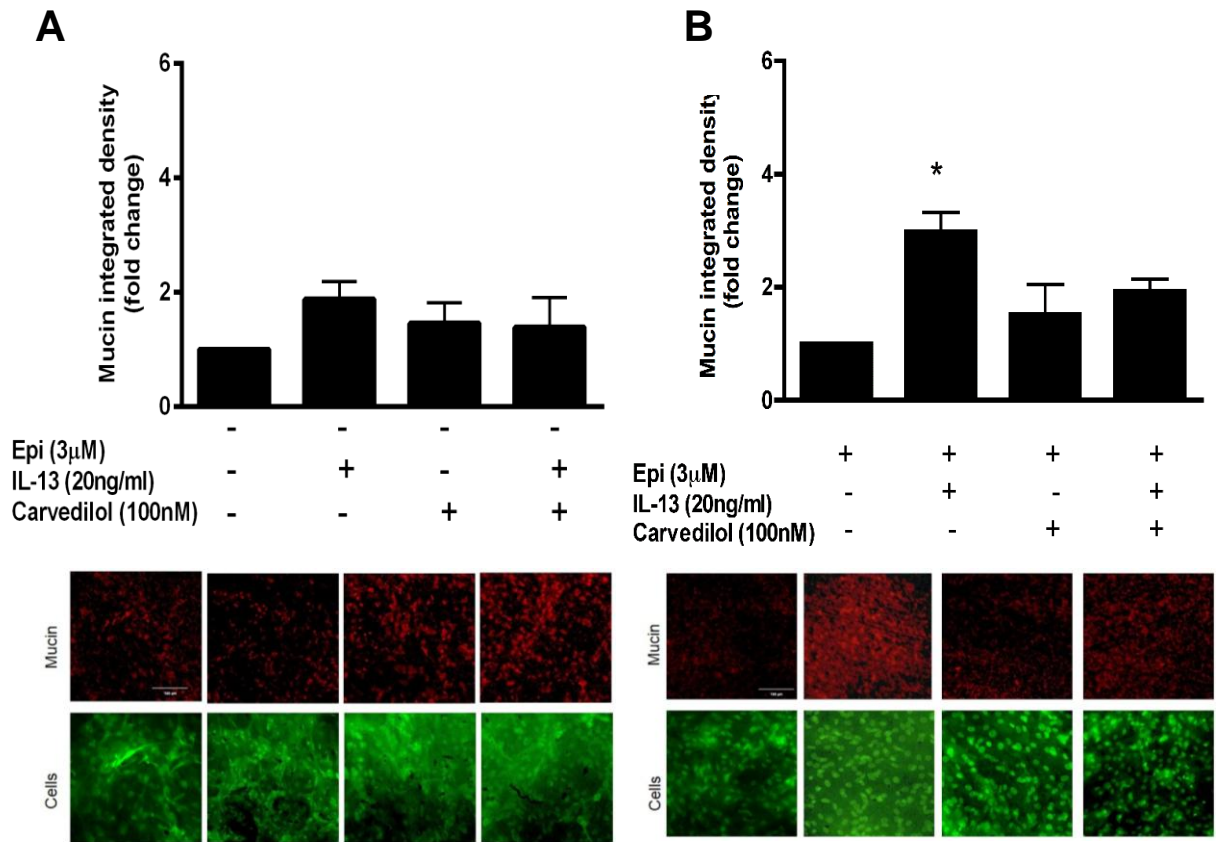 A
Mucin integrated density
(fold change)
6
4
2
0
- - - -
Epi (3μM)
- + - +
IL-13 (20ng/ml)
Carvedilol (100nM) - - + +
Mucin
Cells
B
Mucin integrated density
(fold change)
6
4
2
0
*
+ + + +
Epi (3μM)
- + - +
IL-13 (20ng/ml)
Carvedilol (100nM) - - + +
Mucin
Cells